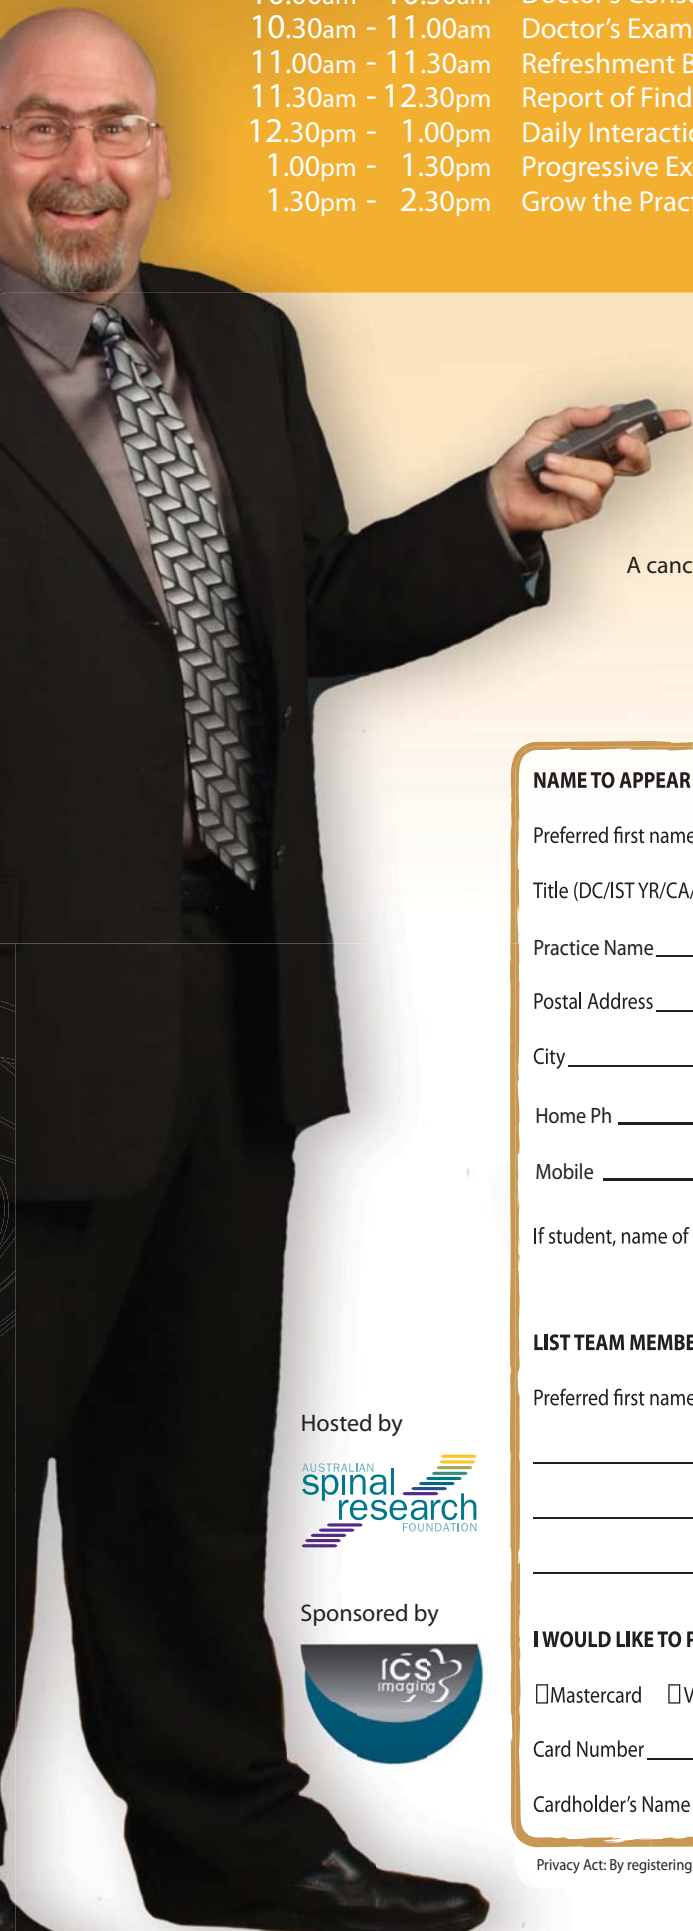 10.30am - 11.00am Doctor's Exam
11.00am - 11.30am Refreshment B
11.30am - 12.30pm Report of Find
12.30pm - 1.00pm Daily Interactio
1.00pm - 1.30pm Progressive Ex
1.30pm - 2.30pm Grow the Pract
A canc
NAME TO APPEAR
Preferred first name
Title (DC/IST YR/CA/
Practice Name
Postal Address
City
Home Ph
Mobile
If student, name of
LIST TEAM MEMBE
Preferred first name
Hosted by
AUSTRALIAN
spinal
research
FOUNDATION
Sponsored by
ICS
imaging
I WOULD LIKE TO P
Mastercard V
Card Number
Cardholder's Name
Privacy Act: By registering